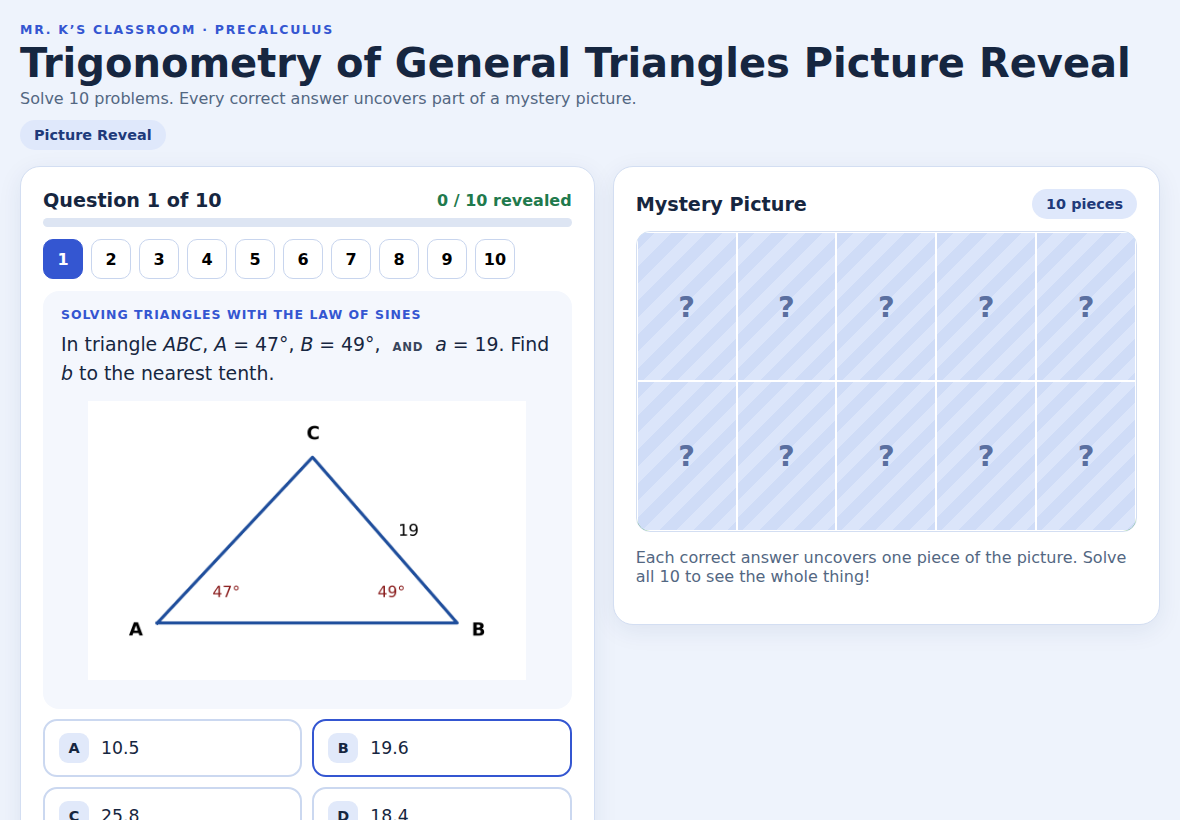 MR. K’S CLASSROOM · PRECALCULUS
Trigonometry of General Triangles Picture Reveal
Solve 10 problems. Every correct answer uncovers part of a mystery picture.
Picture Reveal
Question 1 of 10
0 / 10 revealed
1 2 3 4 5 6 7 8 9 10
SOLVING TRIANGLES WITH THE LAW OF SINES
In triangle ABC, A = 47°, B = 49°, AND a = 19. Find
b to the nearest tenth.
C
19
47° 49°
A B
A 10.5
B 19.6
C 25.8
D 18.4
Mystery Picture
10 pieces
? ? ? ? ?
? ? ? ? ?
Each correct answer uncovers one piece of the picture. Solve
all 10 to see the whole thing!